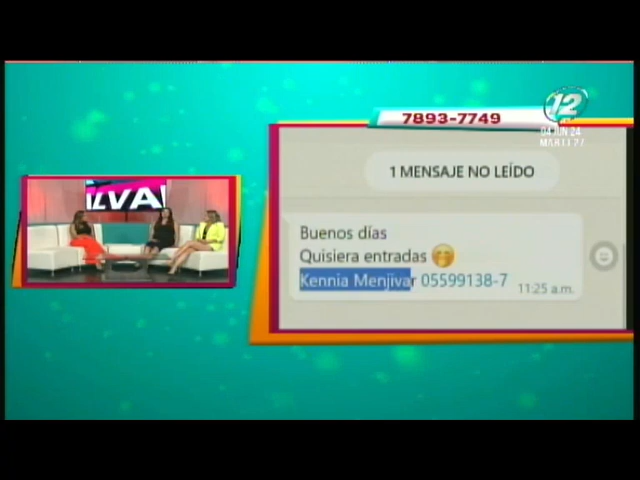 7893-7749
12
04 JUN 24
1 MENSAJE NO LEÍDO
Buenos días
Quisiera entradas 🤭
Kennia Menjivar 05599138-7
11:25 a.m.